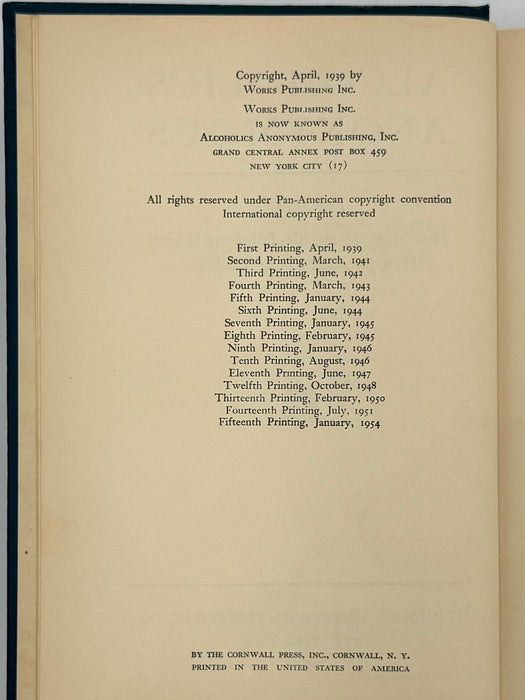 Copyright, April, 1939 by
Works Publishing Inc.
Works Publishing Inc.
is now known as
Alcoholics Anonymous Publishing, Inc.
grand central annex post box 459
new york city (17)
All rights reserved under Pan-American copyright convention
International copyright reserved
First Printing, April, 1939
Second Printing, March, 1941
Third Printing, June, 1942
Fourth Printing, March, 1943
Fifth Printing, January, 1944
Sixth Printing, June, 1944
Seventh Printing, January, 1945
Eighth Printing, February, 1945
Ninth Printing, January, 1946
Tenth Printing, August, 1946
Eleventh Printing, June, 1947
Twelfth Printing, October, 1948
Thirteenth Printing, February, 1950
Fourteenth Printing, July, 1951
Fifteenth Printing, January, 1954
BY THE CORNWALL PRESS, INC., CORNWALL, N. Y.
PRINTED IN THE UNITED STATES OF AMERICA